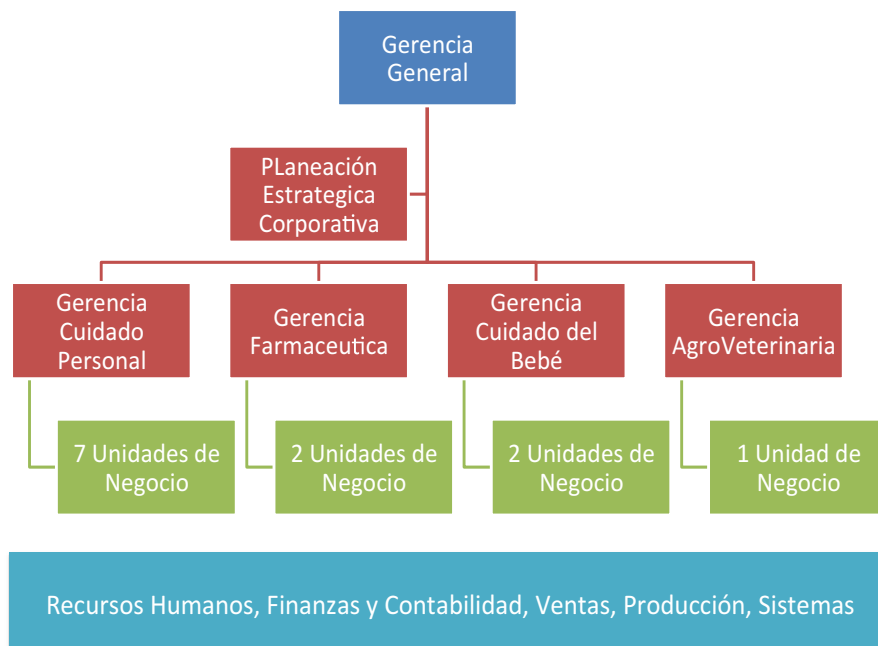 Gerencia
General
PLaneación
Estrategica
Corporativa
Gerencia
Cuidado
Personal
Gerencia
Farmaceutica
Gerencia
Cuidado del
Bebé
Gerencia
AgroVeterinaria
7 Unidades de
Negocio
2 Unidades de
Negocio
2 Unidades de
Negocio
1 Unidad de
Negocio
Recursos Humanos, Finanzas y Contabilidad, Ventas, Producción, Sistemas